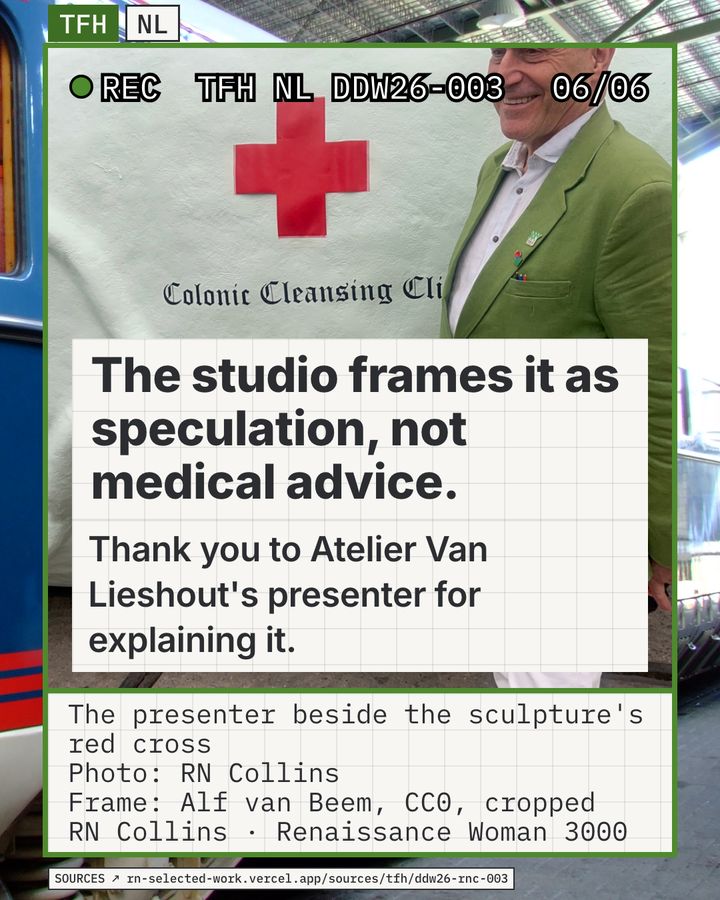 TFH NL
REC TFH NL DDW26-003 06/06
Colonic Cleansing Cli
The studio frames it as
speculation, not
medical advice.
Thank you to Atelier Van
Lieshout's presenter for
explaining it.
The presenter beside the sculpture's
red cross
Photo: RN Collins
Frame: Alf van Beem, CC0, cropped
RN Collins · Renaissance Woman 3000
SOURCES ↗ rn-selected-work.vercel.app/sources/tfh/ddw26-rnc-003